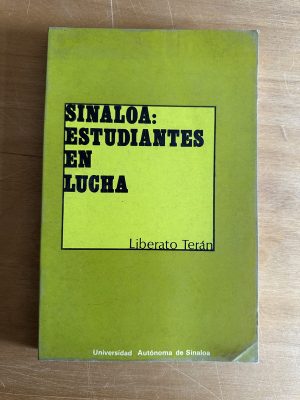 SINALOA:
ESTUDIANTES
EN
LUCHA
Liberato Terán
Universidad Autónoma de Sinaloa